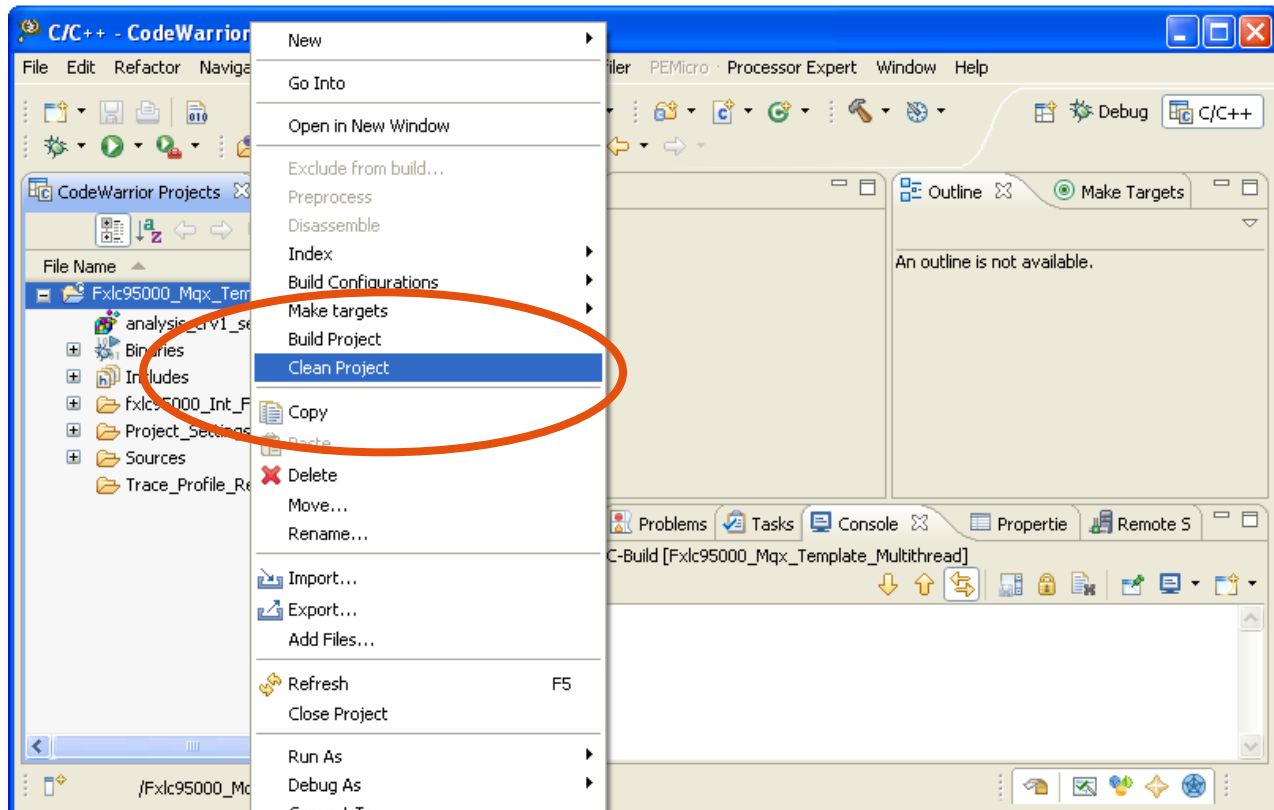 C/C++ - CodeWarrior
File Edit Refactor Naviga
PEMicro Processor Expert Window Help
010
Debug
C/C++
CodeWarrior Projects
Outline
Make Targets
File Name
An outline is not available.
Fxlc95000_Mqx_Tem
Binaries
Includes
fxlc95000_Int_F
Project_Settings
Sources
Trace_Profile_Re
New
Go Into
Open in New Window
Exclude from build...
Preprocess
Disassemble
Index
Build Configurations
Make targets
Build Project
Clean Project
Copy
Paste
Delete
Move...
Rename...
Import...
Export...
Add Files...
Refresh F5
Close Project
Run As
Debug As
Problems
Tasks
Console
Propertie
Remote S
C-Build [Fxlc95000_Mqx_Template_Multithread]